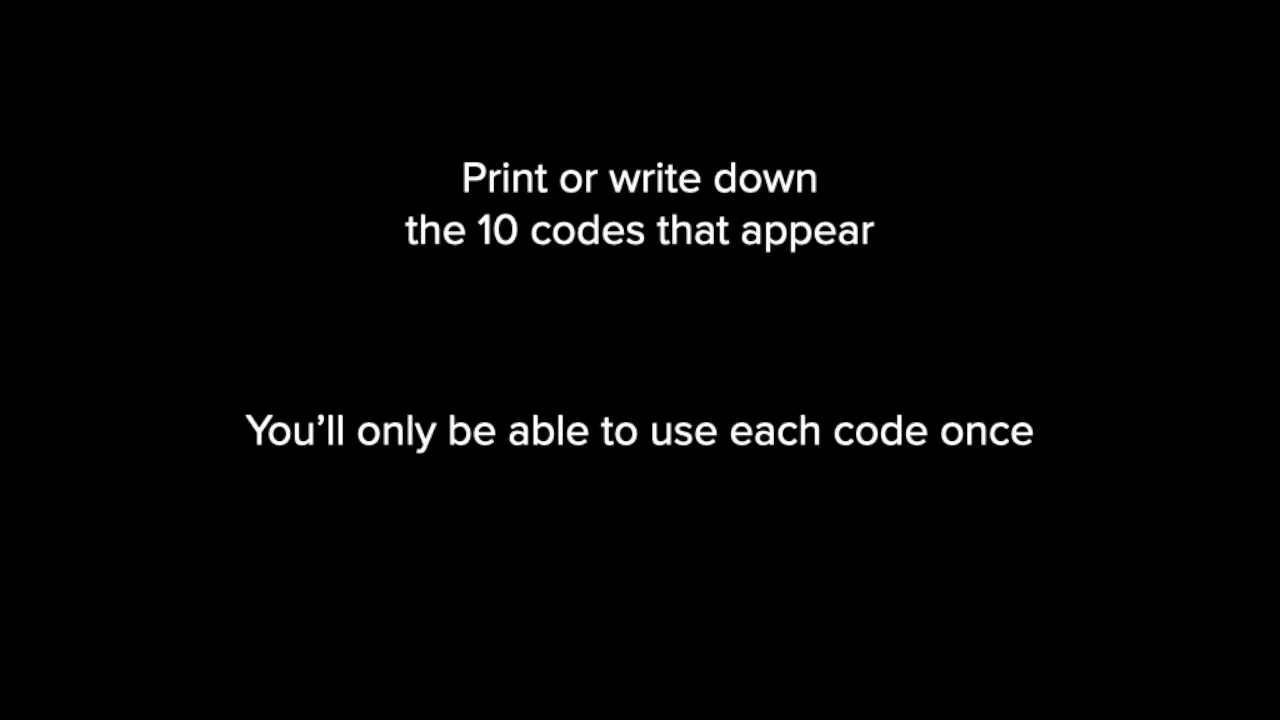 Print or write down
the 10 codes that appear
You’ll only be able to use each code once